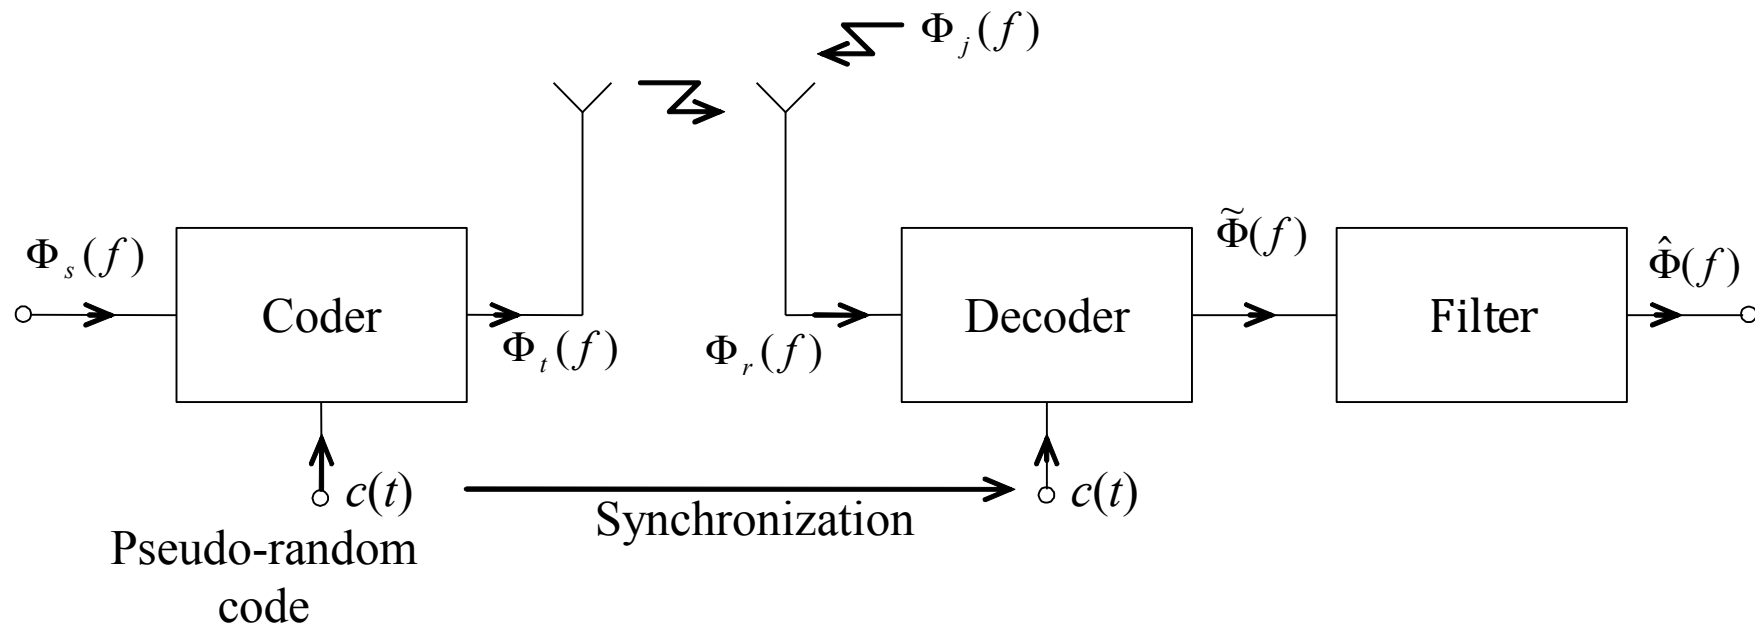 Φ_j(f)
Φ_s(f)
Coder
Φ_t(f)
Φ_r(f)
Decoder
Φ̃(f)
Filter
Φ̂(f)
c(t)
Pseudo-random
code
Synchronization
c(t)